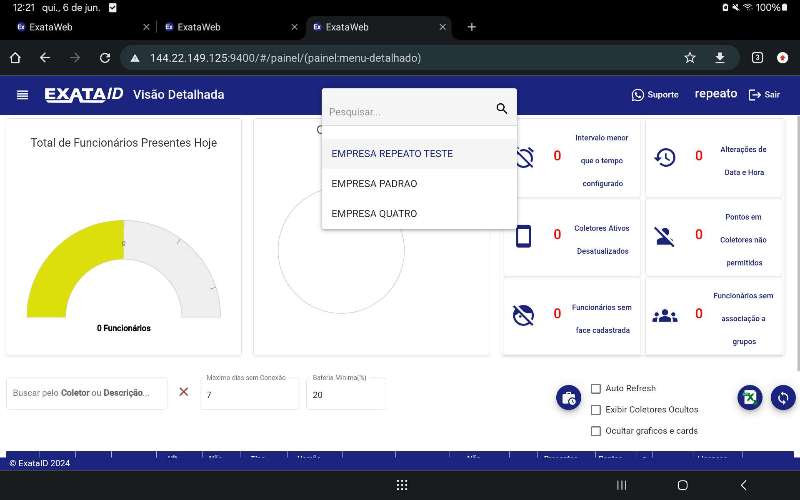 12:21 qui., 6 de jun. 100%
ExataWeb
ExataWeb
ExataWeb
144.22.149.125:9400/#/painel/(painel:menu-detalhado)
3
EXATAID Visão Detalhada
Suporte
repeato
Sair
Pesquisar...
EMPRESA REPEATO TESTE
EMPRESA PADRAO
EMPRESA QUATRO
Total de Funcionários Presentes Hoje
0
0 Funcionários
0 Intervelo menor
que o tempo
configurado
0 Alterações de
Data e Hora
0 Coletores Ativos
Desatualizados
0 Pontos em
Coletores não
permitidos
0 Funcionários sem
face cadastrada
0 Funcionários sem
associação a
grupos
Buscar pelo Coletor ou Descrição...
Máximo dias sem Conexão
7
Bateria Mínima(%)
20
Auto Refresh
Exibir Coletores Ocultos
Ocultar graficos e cards
© ExataID 2024